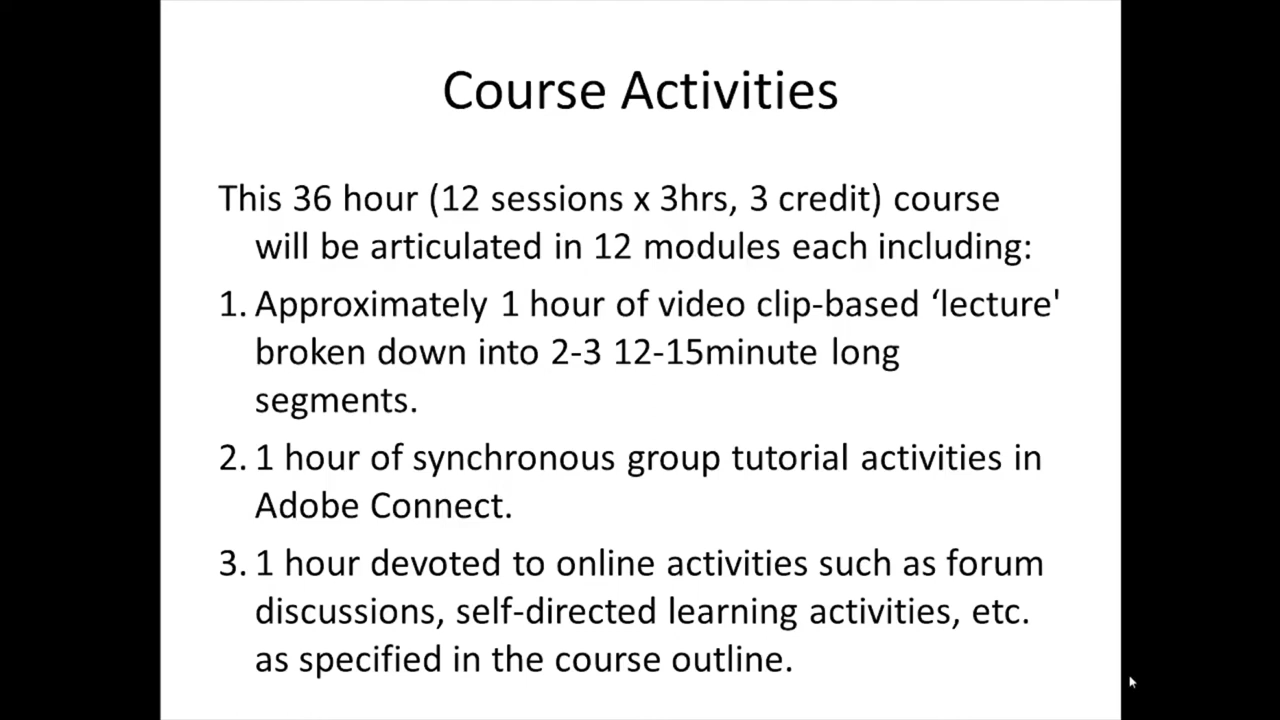 Course Activities
This 36 hour (12 sessions x 3hrs, 3 credit) course
will be articulated in 12 modules each including:
1. Approximately 1 hour of video clip-based ‘lecture'
broken down into 2-3 12-15minute long
segments.
2. 1 hour of synchronous group tutorial activities in
Adobe Connect.
3. 1 hour devoted to online activities such as forum
discussions, self-directed learning activities, etc.
as specified in the course outline.